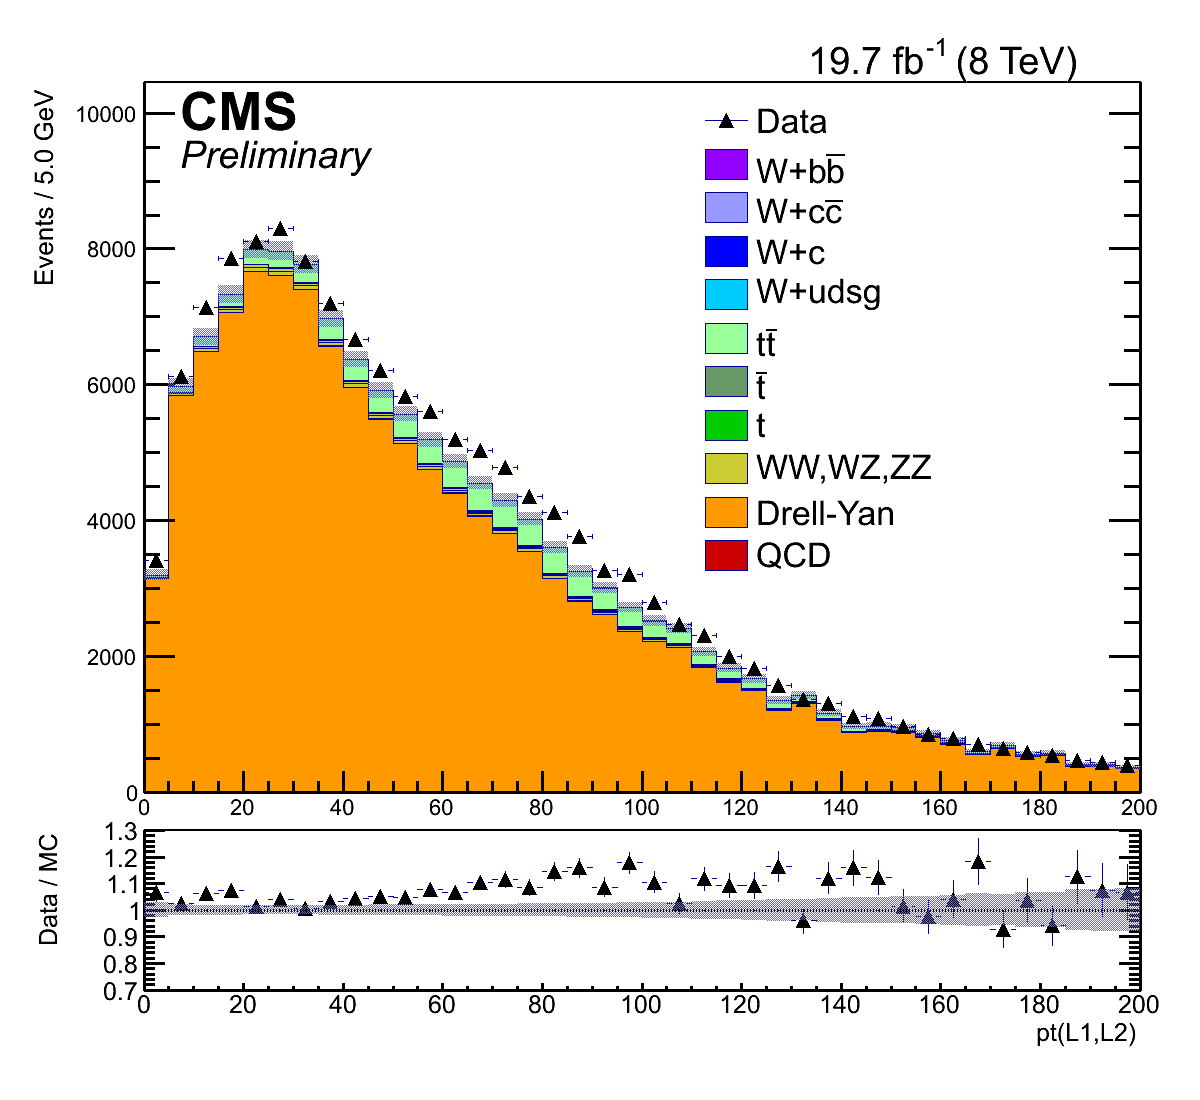 19.7 fb⁻¹ (8 TeV)
CMS
Preliminary
Events / 5.0 GeV
10000
8000
6000
4000
2000
0
Data
W+bb̅
W+cc̅
W+c
W+udsg
tt̅
t̅
t
WW,WZ,ZZ
Drell-Yan
QCD
0 20 40 60 80 100 120 140 160 180 200
Data / MC
1.3
1.2
1.1
1
0.9
0.8
0.7
0 20 40 60 80 100 120 140 160 180 200
pt(L1,L2)